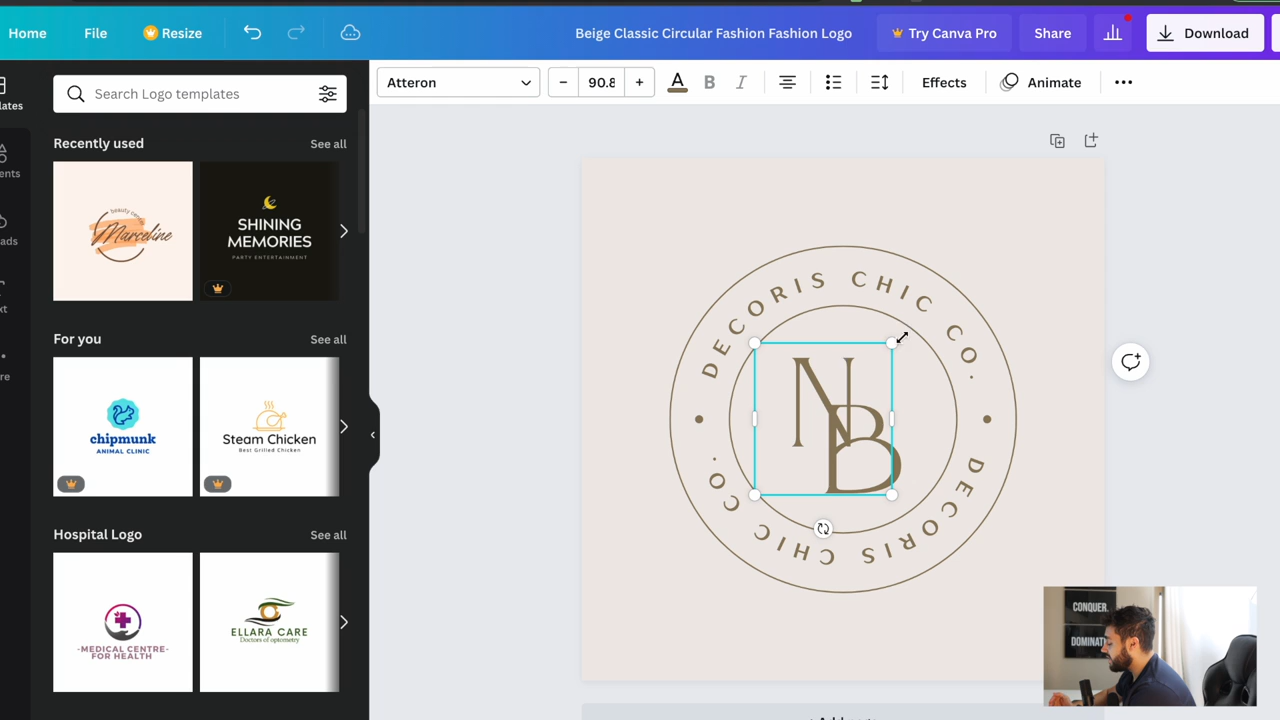 Home
File
Resize
Beige Classic Circular Fashion Fashion Logo
Try Canva Pro
Share
Download
Atteron
− 90.8 +
A
B
I
Effects
Animate
Search Logo templates
Recently used
See all
beauty center
Marceline
SHINING
MEMORIES
PARTY ENTERTAINMENT
For you
See all
chipmunk
ANIMAL CLINIC
Steam Chicken
Best Grilled Chicken
Hospital Logo
See all
-MEDICAL CENTRE-
FOR HEALTH
ELLARA CARE
Doctors of optometry
DECORIS CHIC CO.
N
B
DECORIS CHIC CO.
CONQUER.